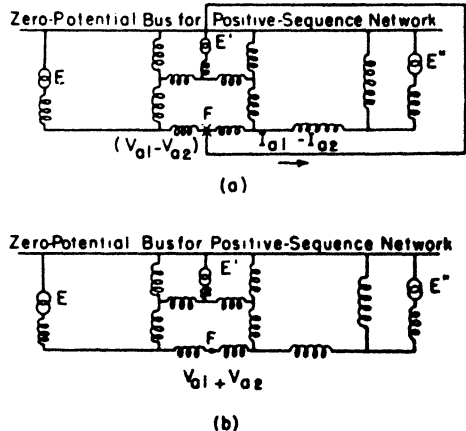 Zero-Potential Bus for Positive-Sequence Network
E E' E"
F
(Va1-Va2) Ia1 - Ia2
(a)
Zero-Potential Bus for Positive-Sequence Network
E E' E"
F
Va1 + Va2
(b)